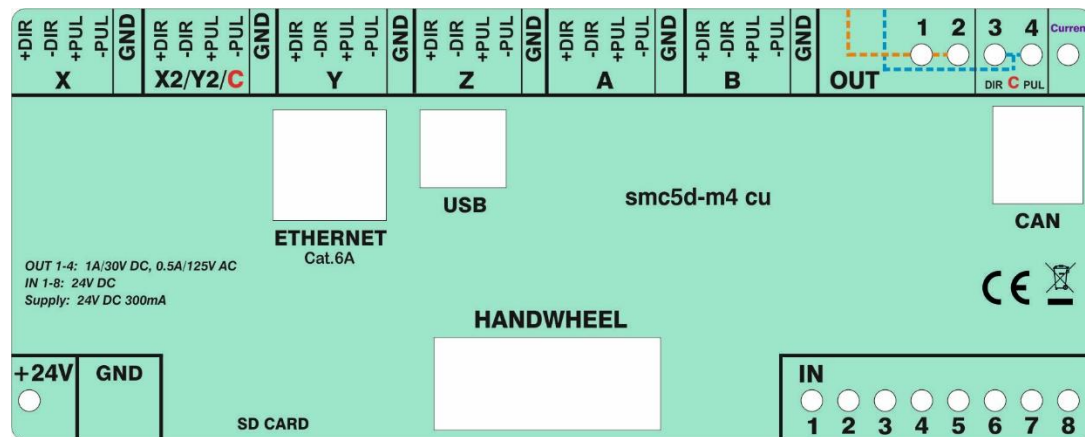 +DIR -DIR +PUL -PUL GND +DIR -DIR +PUL -PUL GND +DIR -DIR +PUL -PUL GND +DIR -DIR +PUL -PUL GND +DIR -DIR +PUL -PUL GND +DIR -DIR +PUL -PUL GND
1 2 3 4 Curren
X X2/Y2/C Y Z A B OUT DIR C PUL
USB
smc5d-m4 cu
CAN
ETHERNET
Cat.6A
OUT 1-4: 1A/30V DC, 0.5A/125V AC
IN 1-8: 24V DC
Supply: 24V DC 300mA
CE
HANDWHEEL
+24V GND
SD CARD
IN
1 2 3 4 5 6 7 8